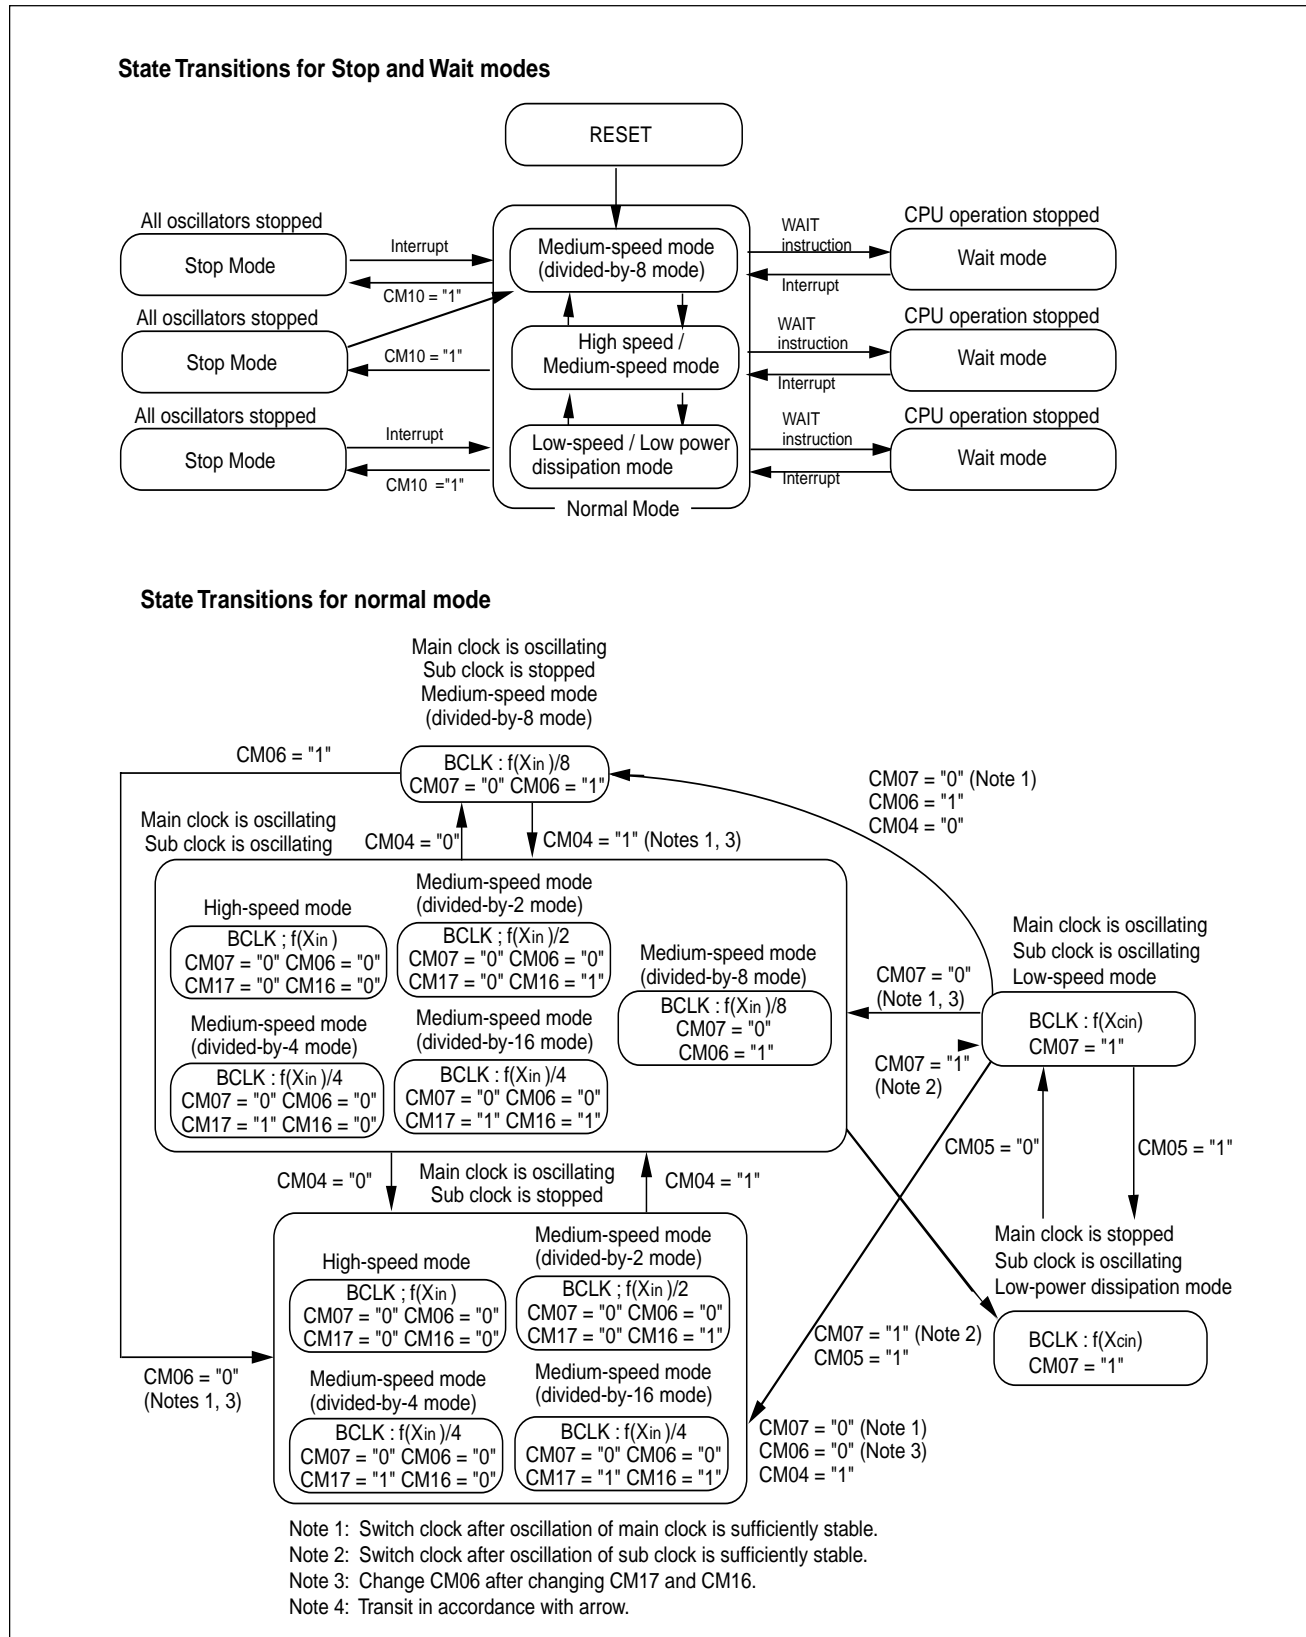 State Transitions for Stop and Wait modes
RESET
All oscillators stopped
Stop Mode
Interrupt
CM10 = "1"
Medium-speed mode
(divided-by-8 mode)
WAIT
instruction
Interrupt
CPU operation stopped
Wait mode
All oscillators stopped
Stop Mode
CM10 = "1"
High speed /
Medium-speed mode
WAIT
instruction
Interrupt
CPU operation stopped
Wait mode
All oscillators stopped
Stop Mode
Interrupt
CM10 ="1"
Low-speed / Low power
dissipation mode
WAIT
instruction
Interrupt
CPU operation stopped
Wait mode
Normal Mode
State Transitions for normal mode
Main clock is oscillating
Sub clock is stopped
Medium-speed mode
(divided-by-8 mode)
CM06 = "1"
BCLK : f(Xin)/8
CM07 = "0" CM06 = "1"
CM07 = "0" (Note 1)
CM06 = "1"
CM04 = "0"
Main clock is oscillating
Sub clock is oscillating
CM04 = "0"
CM04 = "1" (Notes 1, 3)
High-speed mode
BCLK ; f(Xin)
CM07 = "0" CM06 = "0"
CM17 = "0" CM16 = "0"
Medium-speed mode
(divided-by-2 mode)
BCLK ; f(Xin)/2
CM07 = "0" CM06 = "0"
CM17 = "0" CM16 = "1"
Medium-speed mode
(divided-by-8 mode)
BCLK : f(Xin)/8
CM07 = "0"
CM06 = "1"
Medium-speed mode
(divided-by-4 mode)
BCLK : f(Xin)/4
CM07 = "0" CM06 = "0"
CM17 = "1" CM16 = "0"
Medium-speed mode
(divided-by-16 mode)
BCLK : f(Xin)/4
CM07 = "0" CM06 = "0"
CM17 = "1" CM16 = "1"
CM07 = "0"
(Note 1, 3)
CM07 = "1"
(Note 2)
Main clock is oscillating
Sub clock is oscillating
Low-speed mode
BCLK : f(Xcin)
CM07 = "1"
CM05 = "0"
CM05 = "1"
CM04 = "0"
Main clock is oscillating
Sub clock is stopped
CM04 = "1"
Main clock is stopped
Sub clock is oscillating
Low-power dissipation mode
BCLK : f(Xcin)
CM07 = "1"
High-speed mode
BCLK ; f(Xin)
CM07 = "0" CM06 = "0"
CM17 = "0" CM16 = "0"
Medium-speed mode
(divided-by-2 mode)
BCLK ; f(Xin)/2
CM07 = "0" CM06 = "0"
CM17 = "0" CM16 = "1"
CM07 = "1" (Note 2)
CM05 = "1"
CM06 = "0"
(Notes 1, 3)
Medium-speed mode
(divided-by-4 mode)
BCLK : f(Xin)/4
CM07 = "0" CM06 = "0"
CM17 = "1" CM16 = "0"
Medium-speed mode
(divided-by-16 mode)
BCLK : f(Xin)/4
CM07 = "0" CM06 = "0"
CM17 = "1" CM16 = "1"
CM07 = "0" (Note 1)
CM06 = "0" (Note 3)
CM04 = "1"
Note 1: Switch clock after oscillation of main clock is sufficiently stable.
Note 2: Switch clock after oscillation of sub clock is sufficiently stable.
Note 3: Change CM06 after changing CM17 and CM16.
Note 4: Transit in accordance with arrow.